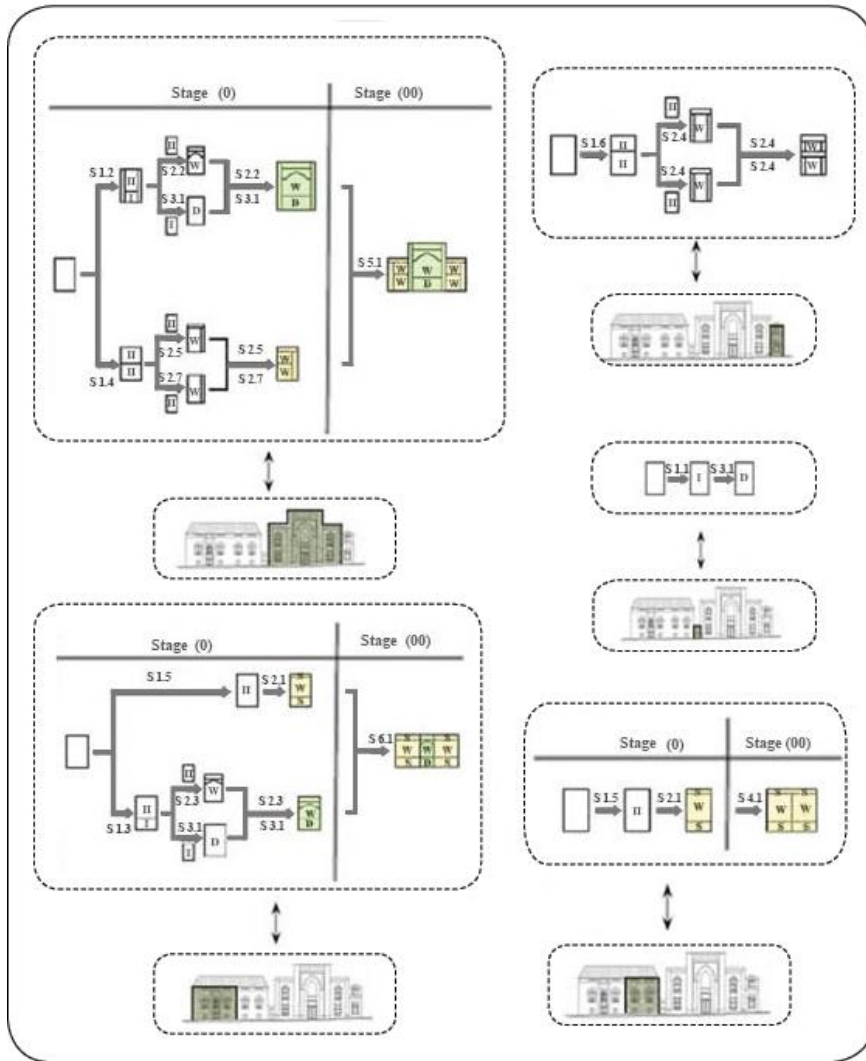 Stage (0)
Stage (00)
S 1.2
II
I
II
S 2.2
W
S 3.1
D
I
S 2.2
S 3.1
W
D
S 5.1
W
W
W
D
W
W
S 1.4
II
II
II
S 2.5
W
S 2.7
W
II
S 2.5
S 2.7
W
W
S 1.6
II
II
II
S 2.4
W
S 2.4
W
II
S 2.4
S 2.4
W
W
S 1.1
I
S 3.1
D
Stage (0)
Stage (00)
S 1.5
II
S 2.1
S
W
S
S 1.3
II
I
II
S 2.3
W
S 3.1
D
I
S 2.3
S 3.1
W
D
S 6.1
S S
W W W
S D S
Stage (0)
Stage (00)
S 1.5
II
S 2.1
S
W
S
S 4.1
S S
W W
S S